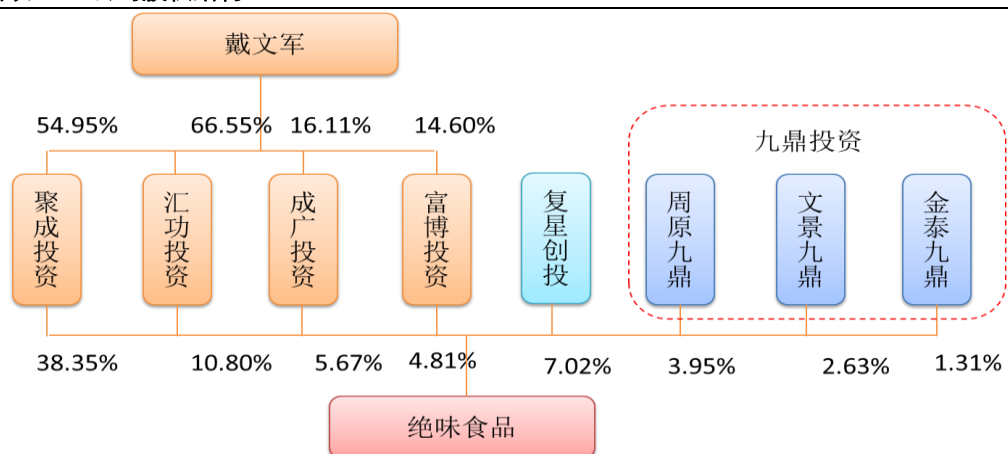 戴文军
54.95%
66.55%
16.11%
14.60%
九鼎投资
聚成投资
汇功投资
成广投资
富博投资
复星创投
周原九鼎
文景九鼎
金泰九鼎
38.35%
10.80%
5.67%
4.81%
7.02%
3.95%
2.63%
1.31%
绝味食品